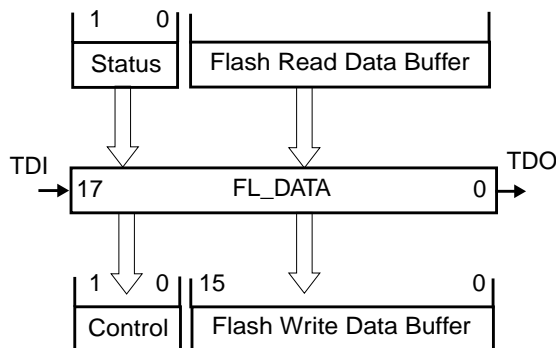 1 0
Status Flash Read Data Buffer
TDI TDO
17 FL_DATA 0
1 0 15 0
Control Flash Write Data Buffer